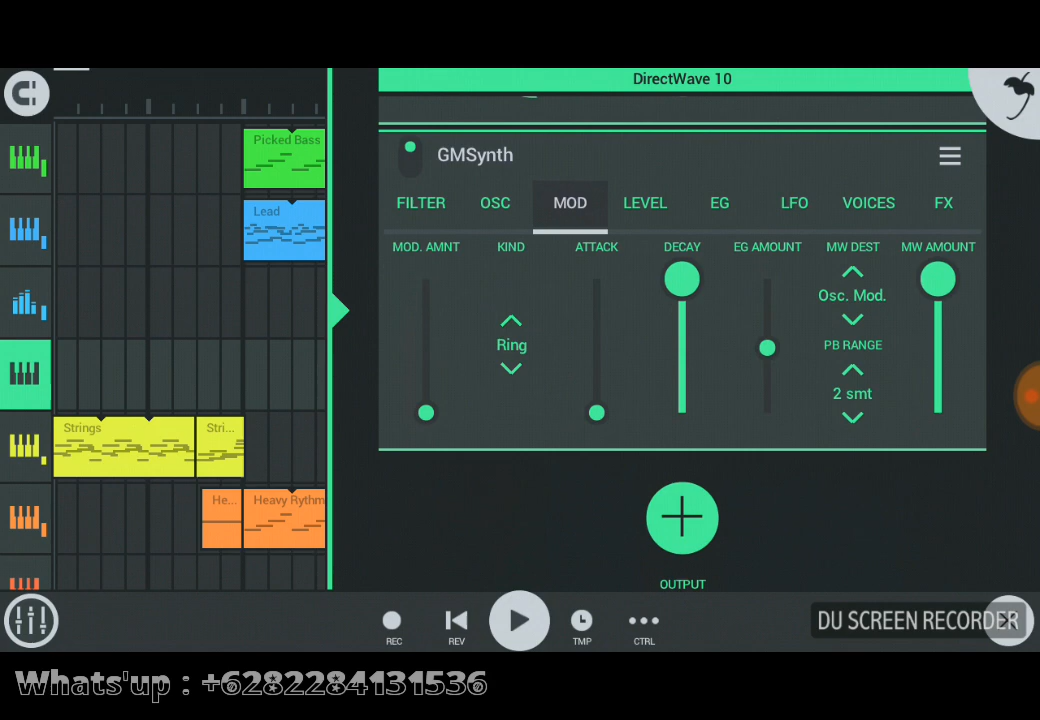 DirectWave 10
Picked Bass
GMSynth
FILTER OSC MOD LEVEL EG LFO VOICES FX
Lead
MOD. AMNT KIND ATTACK DECAY EG AMOUNT MW DEST MW AMOUNT
Osc. Mod.
Ring
PB RANGE
2 smt
Strings Stri...
He... Heavy Rythm
OUTPUT
REC REV TMP CTRL
DU SCREEN RECORDER
Whats'up : +6282284131536